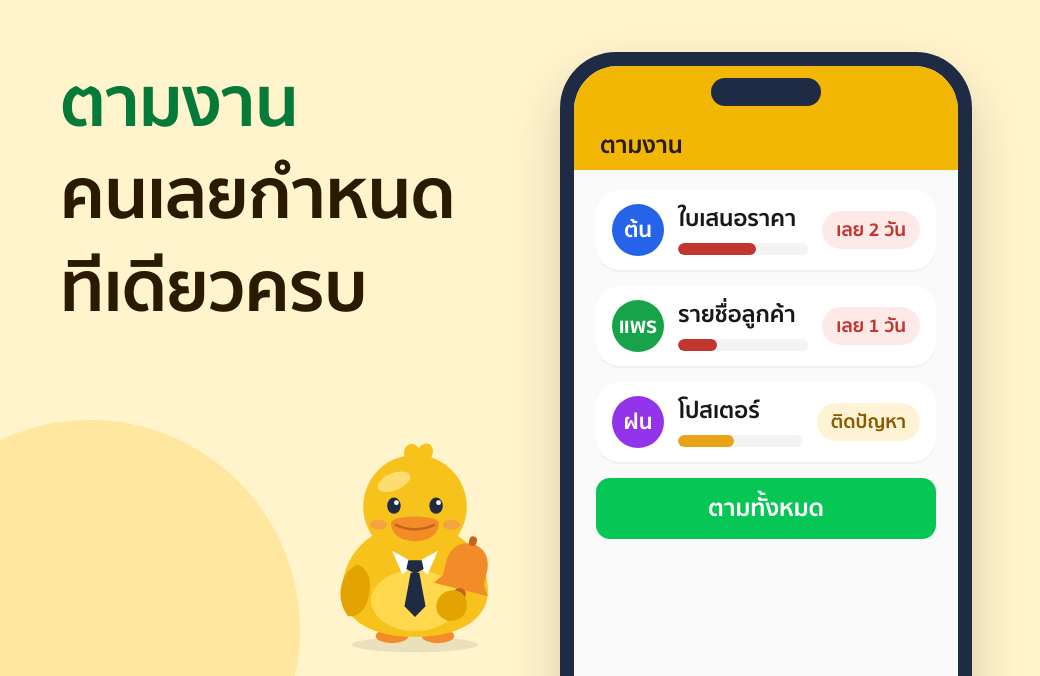 ตามงาน
คนเลยกำหนด
ทีเดียวครบ
ตามงาน
ต้น
ใบเสนอราคา
เลย 2 วัน
แพร
รายชื่อลูกค้า
เลย 1 วัน
ฝน
โปสเตอร์
ติดปัญหา
ตามทั้งหมด